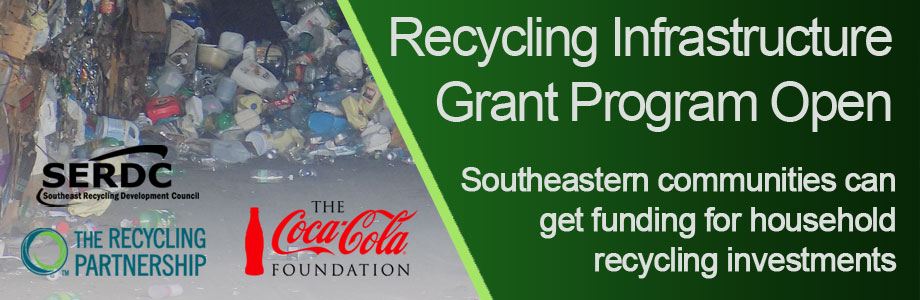 Recycling Infrastructure
Grant Program Open
Southeastern communities can
get funding for household
recycling investments
SERDC
Southeast Recycling Development Council
THE RECYCLING
PARTNERSHIP
TM
THE
Coca-Cola
FOUNDATION